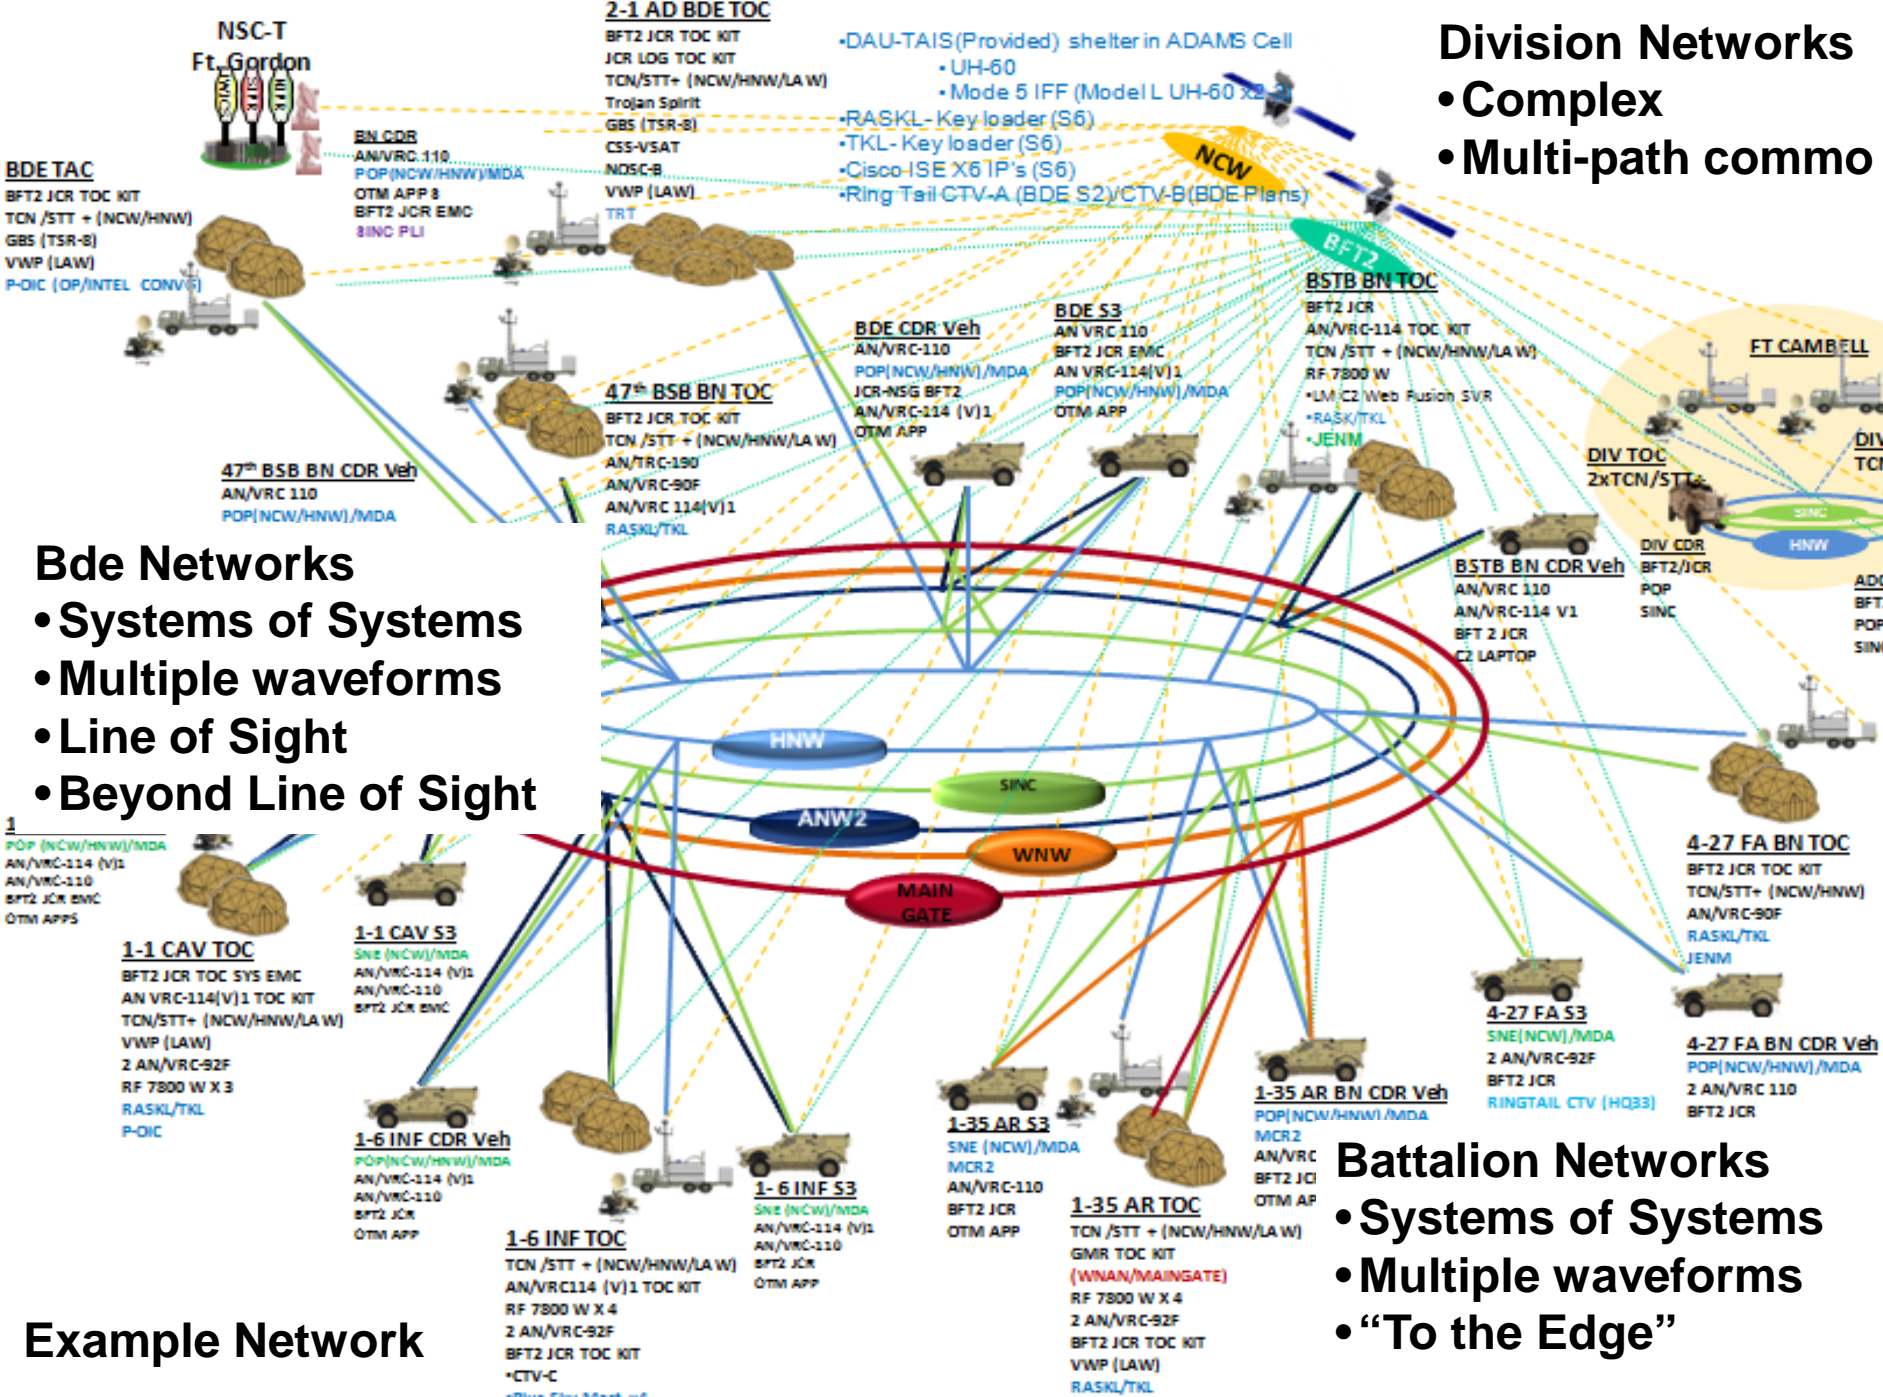 NSC-T
Ft. Gordon
SIPR
2-1 AD BDE TOC
BFT2 JCR TOC KIT
JCR LOG TOC KIT
TCN/STT+ (NCW/HNW/LAW)
Trojan Spirit
GBS (TSR-8)
CSS-VSAT
NOSC-B
VWP (LAW)
TRT
•DAU-TAIS(Provided) shelter in ADAMS Cell
•UH-60
•Mode 5 IFF (Model L UH-60
•RASKL- Key loader (S6)
•TKL- Key loader (S6)
•Cisco ISE X6 IP's (S6)
•Ring Tail CTV-A (BDE S2)/CTV-B(BDE Plans)
Division Networks
•Complex
•Multi-path commo
NCW
BFT2
BN CDR
AN/VRC 110
POP(NCW/HNW)/MDA
OTM APP 8
BFT2 JCR EMC
SINC PLI
BDE TAC
BFT2 JCR TOC KIT
TCN /STT + (NCW/HNW)
GBS (TSR-8)
VWP (LAW)
P-OIC (OP/INTEL CONVG)
BDE CDR Veh
AN/VRC-110
POP(NCW/HNW)/MDA
JCR-NSG BFT2
AN/VRC-114 (V)1
OTM APP
BDE S3
AN VRC 110
BFT2 JCR EMC
AN VRC-114(V)1
POP(NCW/HNW)/MDA
OTM APP
BSTB BN TOC
BFT2 JCR
AN/VRC-114 TOC KIT
TCN /STT + (NCW/HNW/LAW)
RF 7800 W
•LM C2 Web Fusion SVR
•RASK/TKL
•JENM
FT CAMBELL
DIV TOC
2xTCN/STT+
DIV
TCN
SINC
HNW
DIV CDR
BFT2/JCR
POP
SINC
BFT
POP
SIN
47th BSB BN TOC
BFT2 JCR TOC KIT
TCN /STT + (NCW/HNW/LAW)
AN/TRC-190
AN/VRC-90F
AN/VRC 114(V)1
RASKL/TKL
47th BSB BN CDR Veh
AN/VRC 110
POP(NCW/HNW)/MDA
BSTB BN CDR Veh
AN/VRC 110
AN/VRC-114 V1
BFT 2 JCR
C2 LAPTOP
Bde Networks
•Systems of Systems
•Multiple waveforms
•Line of Sight
•Beyond Line of Sight
HNW
SINC
ANW2
WNW
MAIN
GATE
1
POP (NCW/HNW)/MDA
AN/VRC-114 (V)1
AN/VRC-110
BFT2 JCR EMC
OTM APPS
1-1 CAV TOC
BFT2 JCR TOC SYS EMC
AN VRC-114(V)1 TOC KIT
TCN/STT+ (NCW/HNW/LAW)
VWP (LAW)
2 AN/VRC-92F
RF 7800 W X 3
RASKL/TKL
P-OIC
1-1 CAV S3
SNE (NCW)/MDA
AN/VRC-114 (V)1
AN/VRC-110
BFT2 JCR EMC
4-27 FA BN TOC
BFT2 JCR TOC KIT
TCN/STT+ (NCW/HNW)
AN/VRC-90F
RASKL/TKL
JENM
4-27 FA S3
SNE(NCW)/MDA
2 AN/VRC-92F
BFT2 JCR
RINGTAIL CTV (HQ33)
4-27 FA BN CDR Veh
POP(NCW/HNW)/MDA
2 AN/VRC 110
BFT2 JCR
1-6 INF CDR Veh
POP(NCW/HNW)/MDA
AN/VRC-114 (V)1
AN/VRC-110
BFT2 JCR
OTM APP
1-6 INF TOC
TCN /STT + (NCW/HNW/LAW)
AN/VRC114 (V)1 TOC KIT
RF 7800 W X 4
2 AN/VRC-92F
BFT2 JCR TOC KIT
•CTV-C
1- 6 INF S3
SNE (NCW)/MDA
AN/VRC-114 (V)1
AN/VRC-110
BFT2 JCR
OTM APP
1-35 AR S3
SNE (NCW)/MDA
MCR2
AN/VRC-110
BFT2 JCR
OTM APP
1-35 AR TOC
TCN /STT + (NCW/HNW/LAW)
GMR TOC KIT
(WNAN/MAINGATE)
RF 7800 W X 4
2 AN/VRC-92F
BFT2 JCR TOC KIT
VWP (LAW)
RASKL/TKL
1-35 AR BN CDR Veh
POP(NCW/HNW)/MDA
MCR2
AN/VRC
BFT2 JCR
OTM AP
Battalion Networks
•Systems of Systems
•Multiple waveforms
•“To the Edge”
Example Network